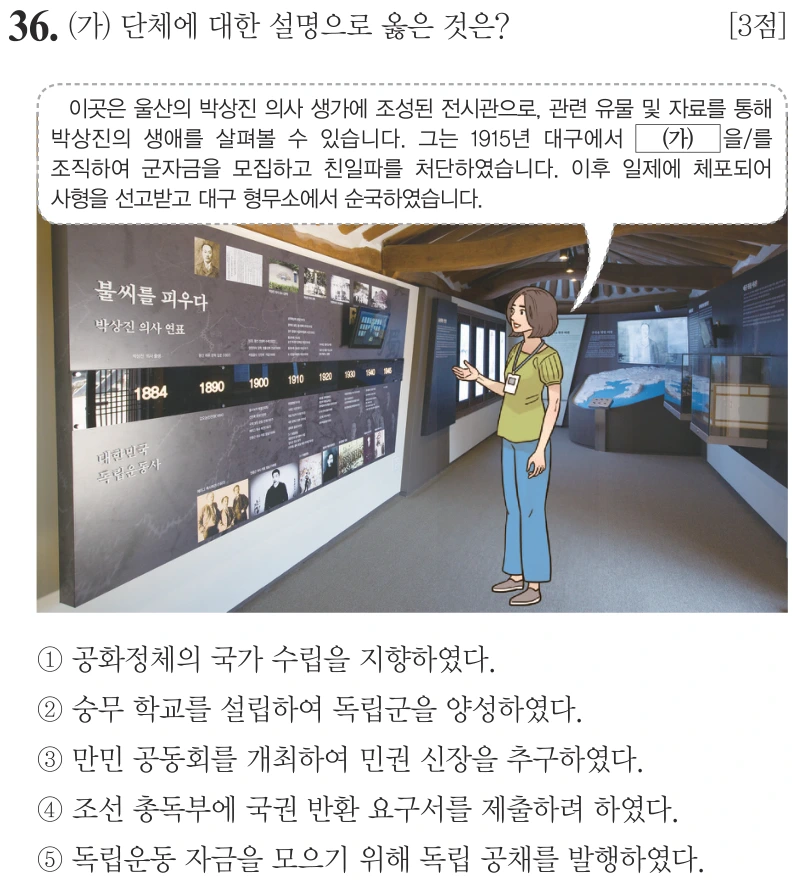 36. (가) 단체에 대한 설명으로 옳은 것은? [3점]
이곳은 울산의 박상진 의사 생가에 조성된 전시관으로, 관련 유물 및 자료를 통해
박상진의 생애를 살펴볼 수 있습니다. 그는 1915년 대구에서 (가) 을/를
조직하여 군자금을 모집하고 친일파를 처단하였습니다. 이후 일제에 체포되어
사형을 선고받고 대구 형무소에서 순국하였습니다.
불씨를 피우다
박상진 의사 연표
1884 1890 1900 1910 1920 1930 1940 1945
대한민국
독립운동사
① 공화정체의 국가 수립을 지향하였다.
② 숭무 학교를 설립하여 독립군을 양성하였다.
③ 만민 공동회를 개최하여 민권 신장을 추구하였다.
④ 조선 총독부에 국권 반환 요구서를 제출하려 하였다.
⑤ 독립운동 자금을 모으기 위해 독립 공채를 발행하였다.